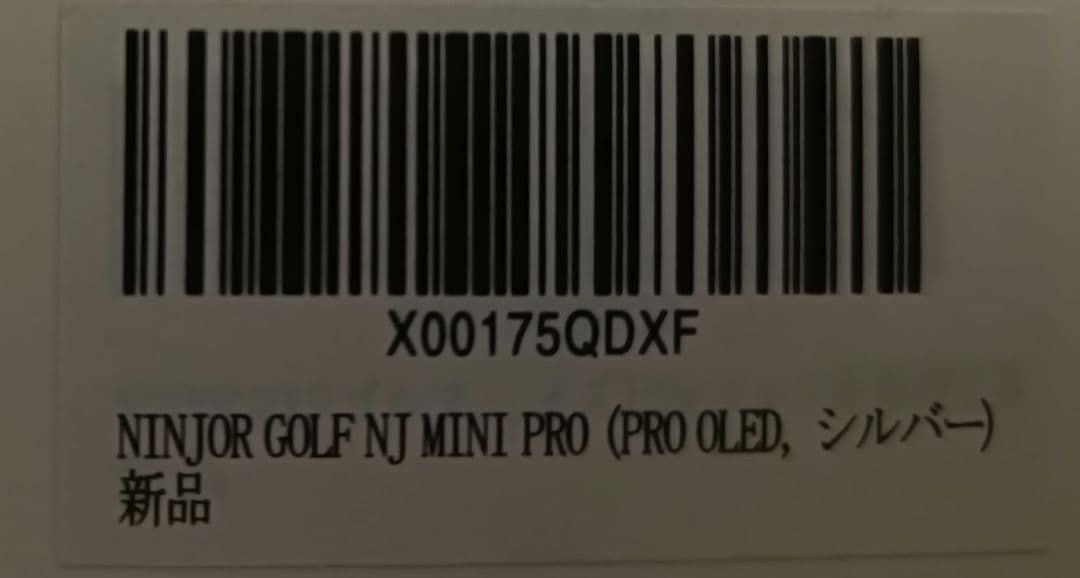 X00175QDXF
NINJOR GOLF NJ MINI PRO (PRO OLED, シルバー)
新品